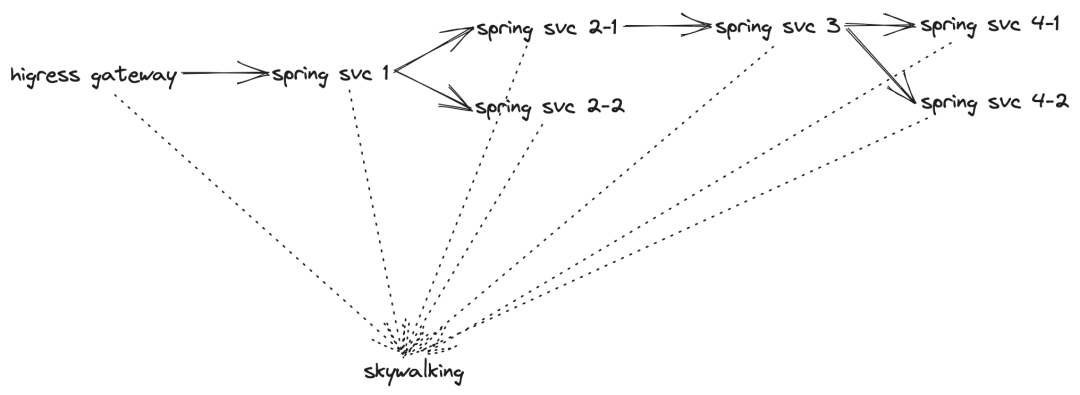 higress gateway
spring svc 1
spring svc 2-1
spring svc 2-2
spring svc 3
spring svc 4-1
spring svc 4-2
skywalking